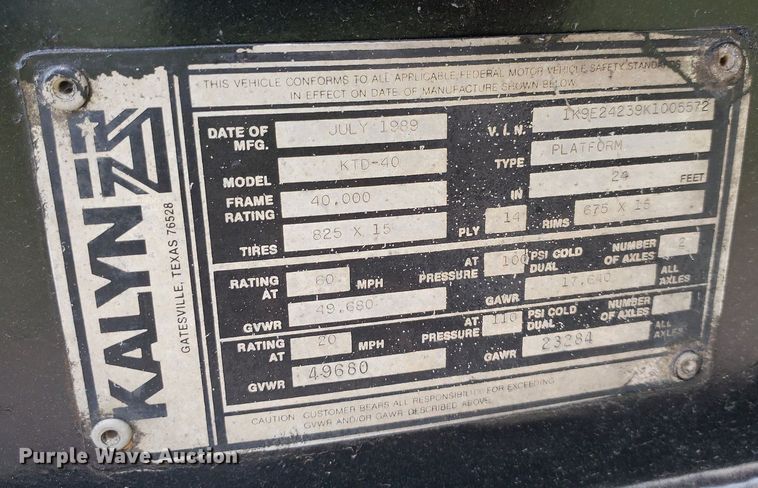 THIS VEHICLE CONFORMS TO ALL APPLICABLE FEDERAL MOTOR VEHICLE SAFETY STANDARDS
IN EFFECT ON DATE OF MANUFACTURE SHOWN BELOW.
KALYN
GATESVILLE, TEXAS 76528
DATE OF MFG. JULY 1989 V.I.N. 1K9E24239K1005572
MODEL KTD-40 TYPE PLATFORM
FRAME RATING 40,000 IN 24 FEET
TIRES 825 X 15 PLY 14 RIMS 675 X 15
RATING AT 60 MPH AT PRESSURE 100 PSI COLD DUAL NUMBER OF AXLES 2
GVWR 49,680 GAWR 17,640 ALL AXLES
RATING AT 20 MPH AT PRESSURE 110 PSI COLD DUAL NUMBER OF AXLES
GVWR 49680 GAWR 23284 ALL AXLES
CAUTION: CUSTOMER BEARS ALL RESPONSIBILITY FOR EXCEEDING
GVWR AND/OR GAWR DESCRIBED ABOVE.
Purple Wave Auction